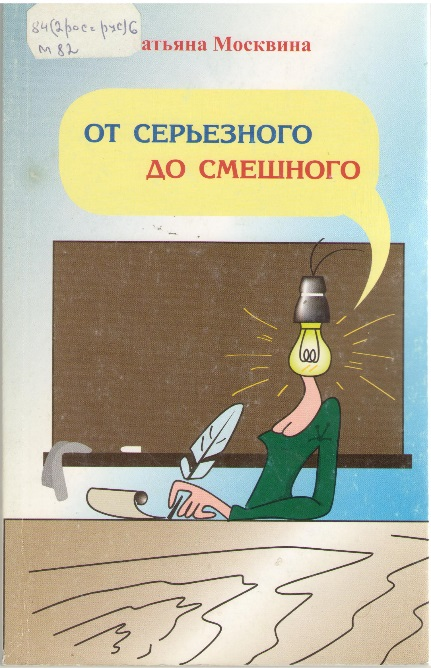 84(2рос=рус)6
М 82
атьяна Москвина
ОТ СЕРЬЕЗНОГО
ДО СМЕШНОГО